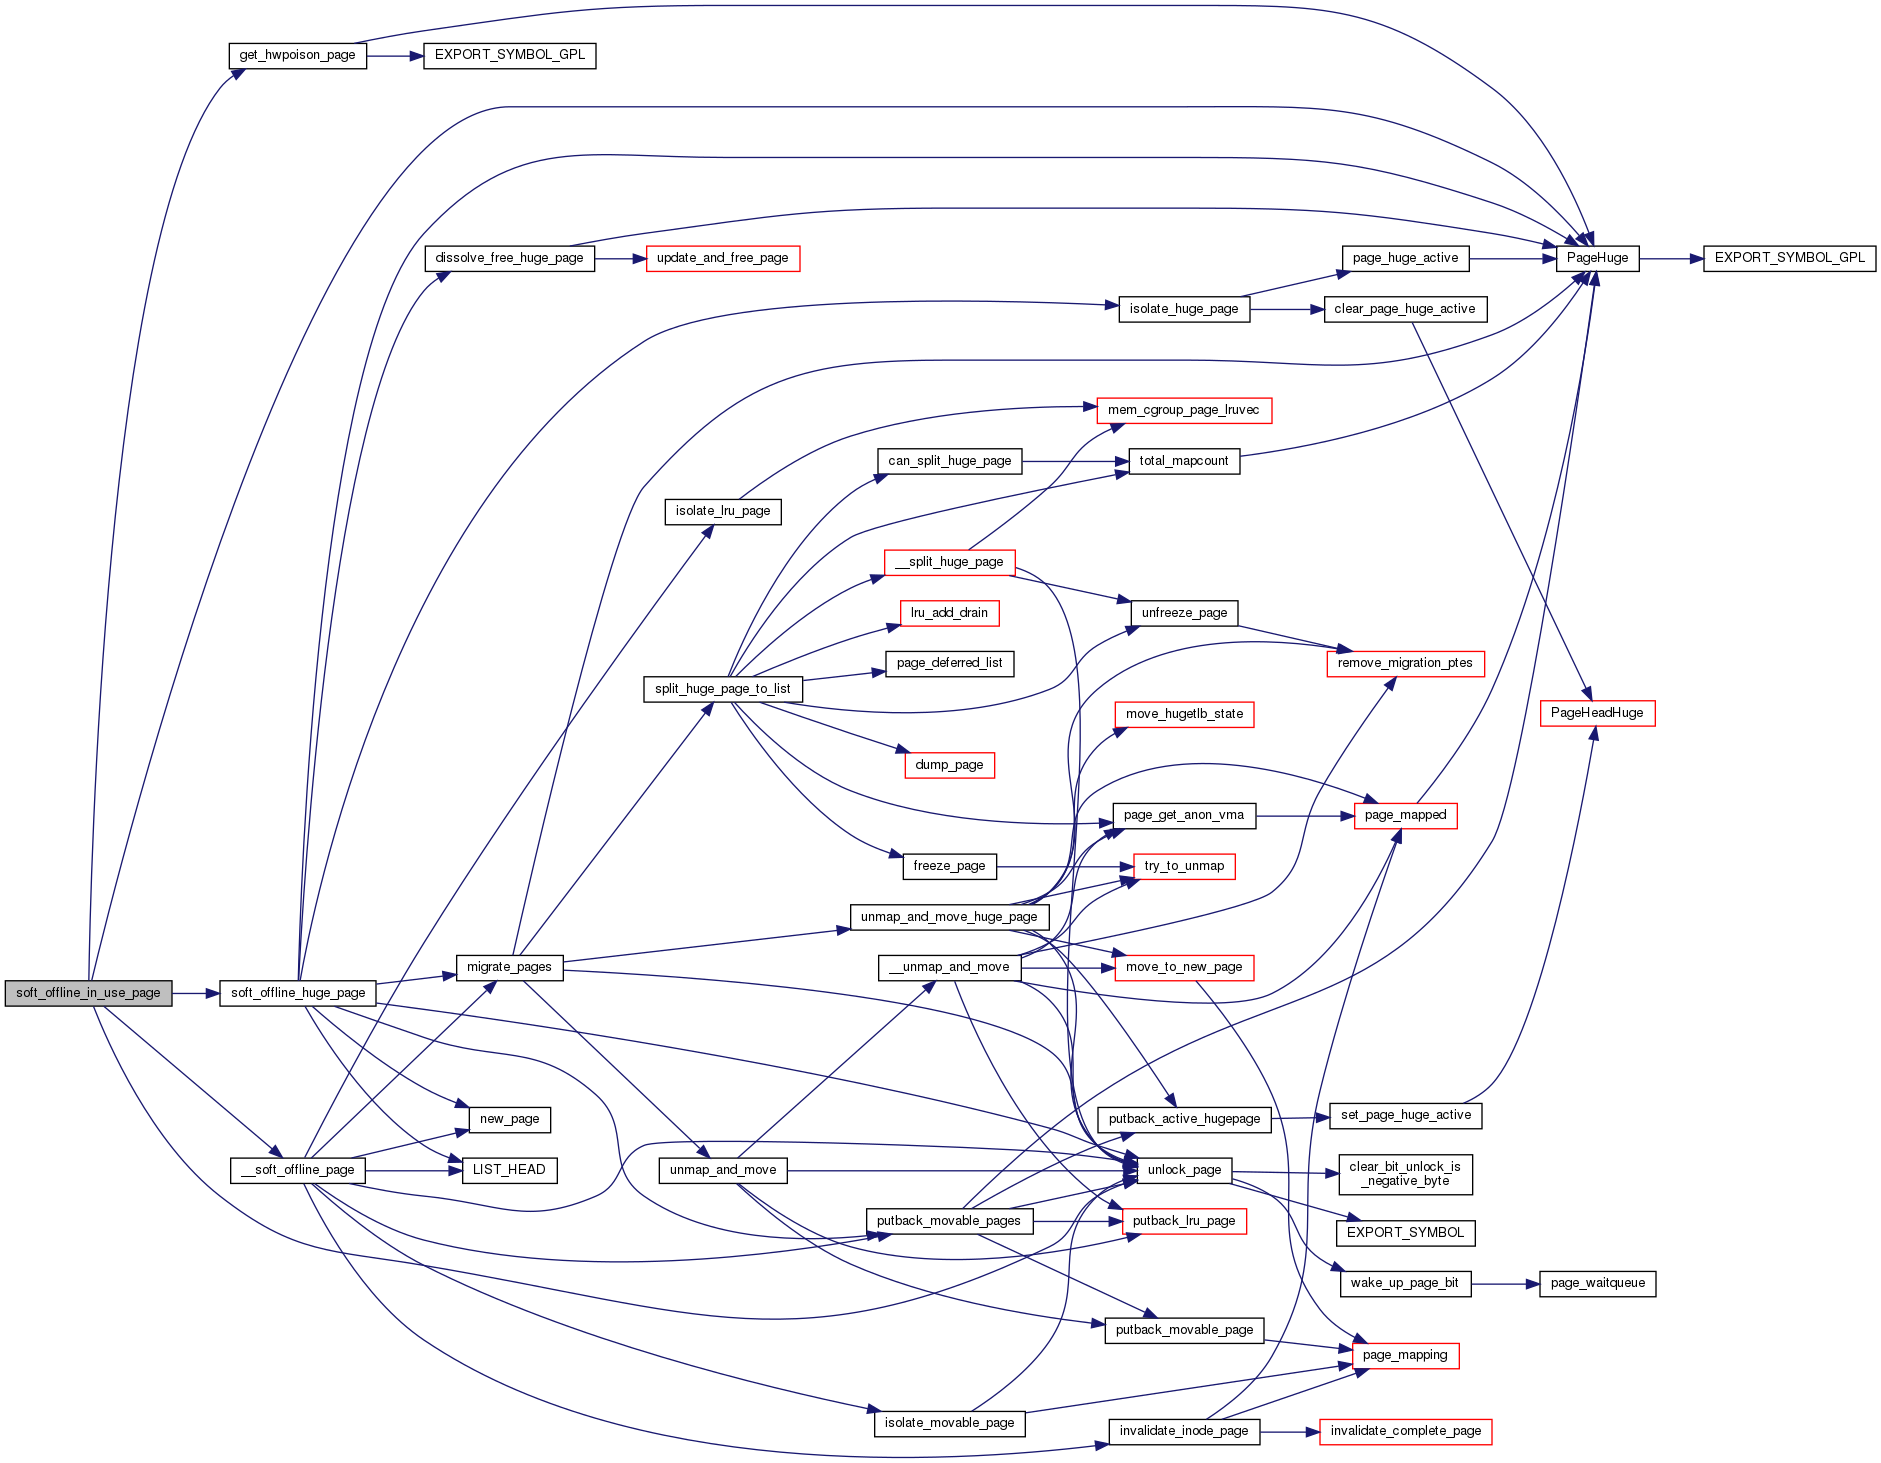 get_hwpoison_page
EXPORT_SYMBOL_GPL
dissolve_free_huge_page
update_and_free_page
page_huge_active
PageHuge
EXPORT_SYMBOL_GPL
isolate_huge_page
clear_page_huge_active
mem_cgroup_page_lruvec
can_split_huge_page
total_mapcount
isolate_lru_page
__split_huge_page
lru_add_drain
unfreeze_page
page_deferred_list
remove_migration_ptes
split_huge_page_to_list
move_hugetlb_state
PageHeadHuge
dump_page
page_get_anon_vma
page_mapped
freeze_page
try_to_unmap
unmap_and_move_huge_page
migrate_pages
__unmap_and_move
move_to_new_page
soft_offline_in_use_page
soft_offline_huge_page
new_page
putback_active_hugepage
set_page_huge_active
__soft_offline_page
LIST_HEAD
unmap_and_move
unlock_page
clear_bit_unlock_is
_negative_byte
putback_movable_pages
putback_lru_page
EXPORT_SYMBOL
wake_up_page_bit
page_waitqueue
putback_movable_page
page_mapping
isolate_movable_page
invalidate_inode_page
invalidate_complete_page